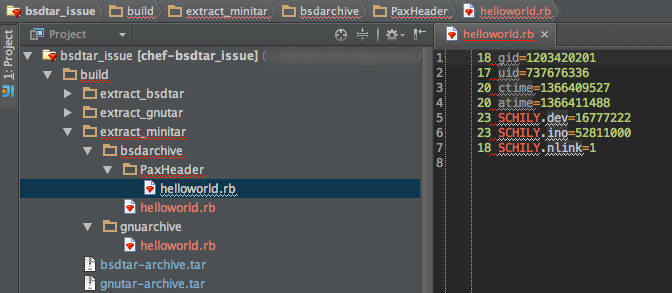 bsdtar_issue build extract_minitar bsdarchive PaxHeader helloworld.rb
1: Project
Project
helloworld.rb ×
bsdtar_issue [chef-bsdtar_issue]
build
extract_bsdtar
extract_gnutar
extract_minitar
bsdarchive
PaxHeader
helloworld.rb
helloworld.rb
gnuarchive
helloworld.rb
bsdtar-archive.tar
gnutar-archive.tar
1 18 gid=1203420201
2 17 uid=737676336
3 20 ctime=1366409527
4 20 atime=1366411488
5 23 SCHILY.dev=16777222
6 23 SCHILY.ino=52811000
7 18 SCHILY.nlink=1
8